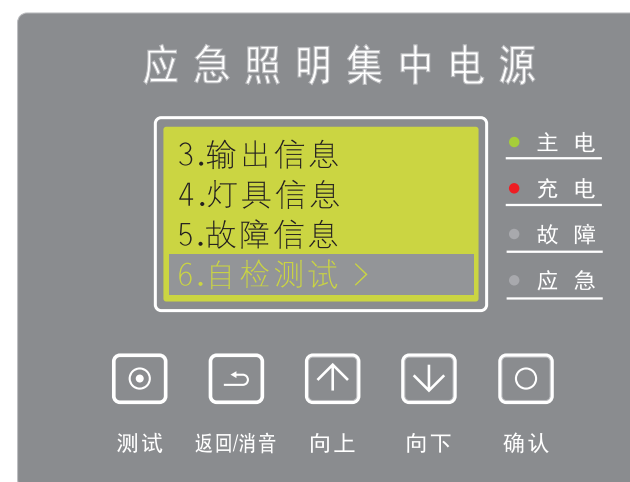 应急照明集中电源
3.输出信息
4.灯具信息
5.故障信息
6.自检测试 >
主电
充电
故障
应急
测试 返回/消音 向上 向下 确认